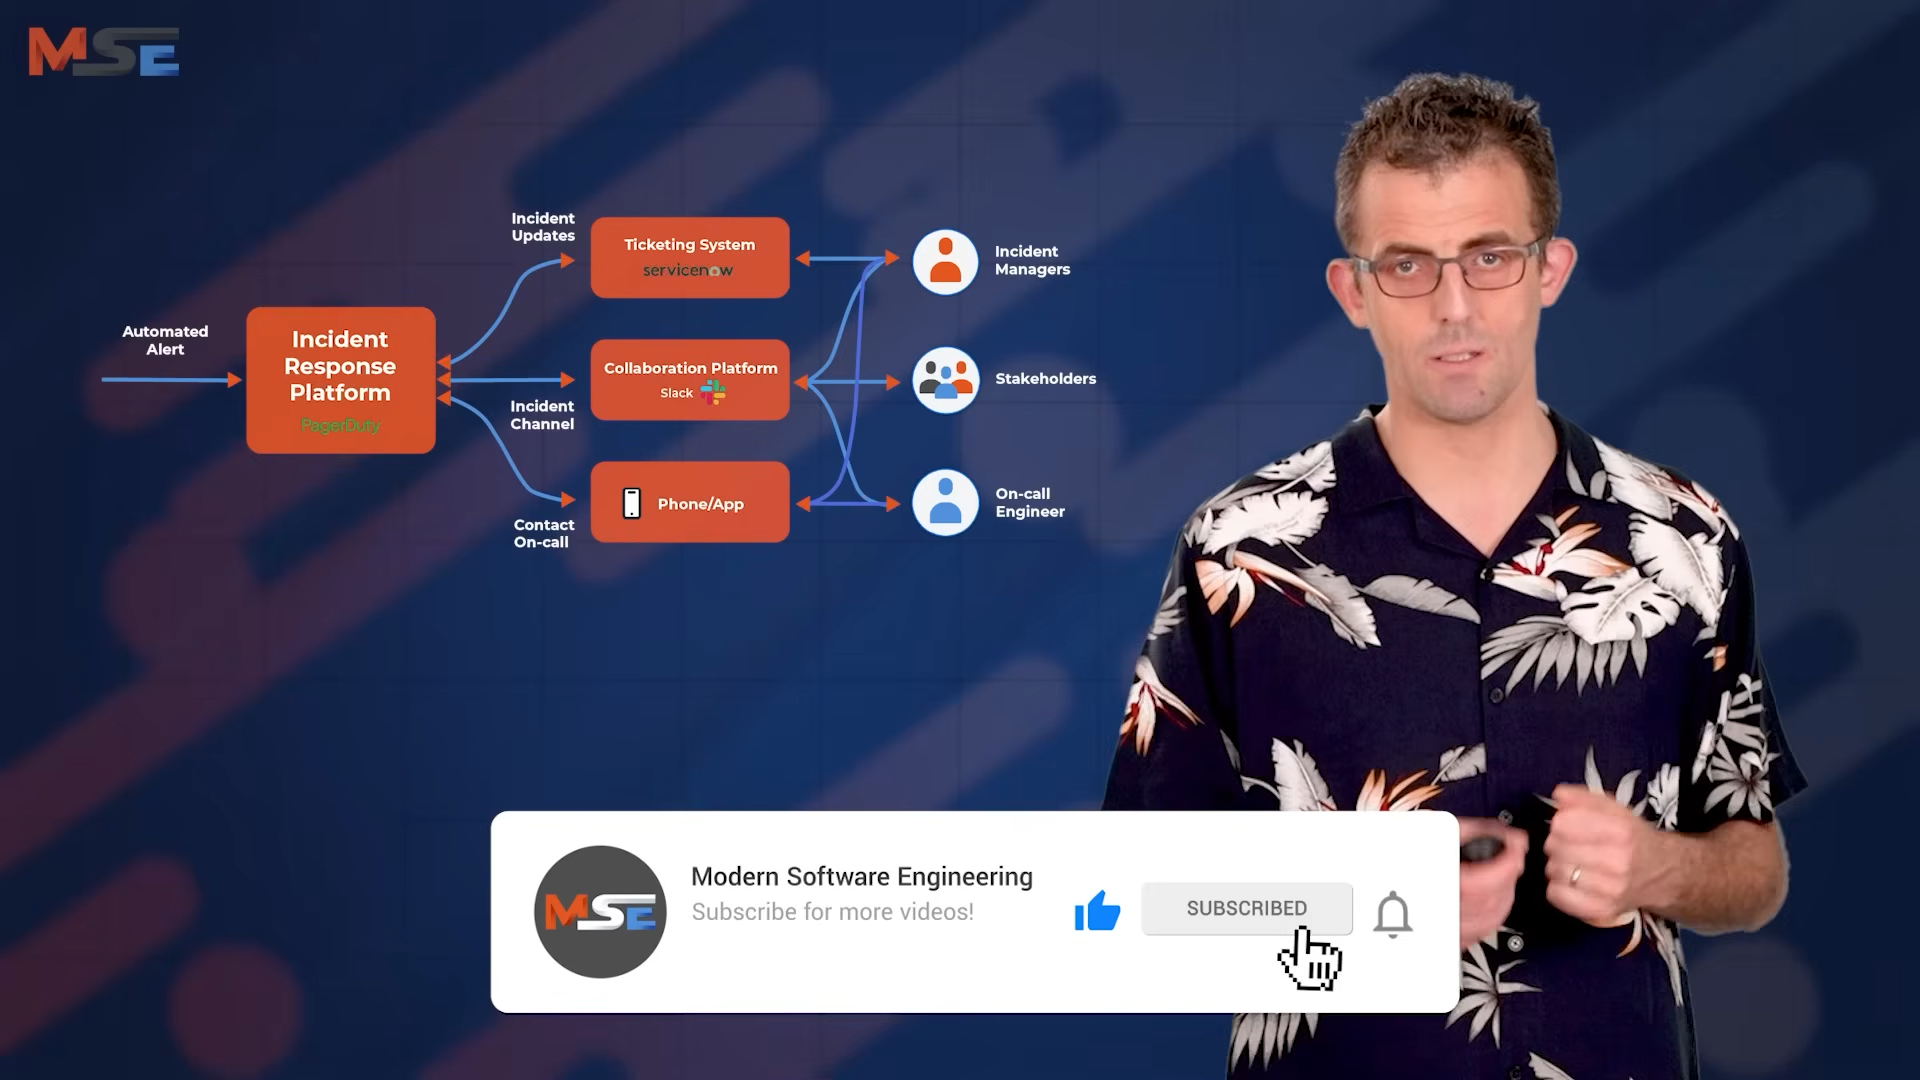 MSE
Incident
Updates
Ticketing System
servicenow
Incident
Managers
Automated
Alert
Incident
Response
Platform
PagerDuty
Collaboration Platform
Slack
Stakeholders
Incident
Channel
Phone/App
On-call
Engineer
Contact
On-call
MSE
Modern Software Engineering
Subscribe for more videos!
SUBSCRIBED